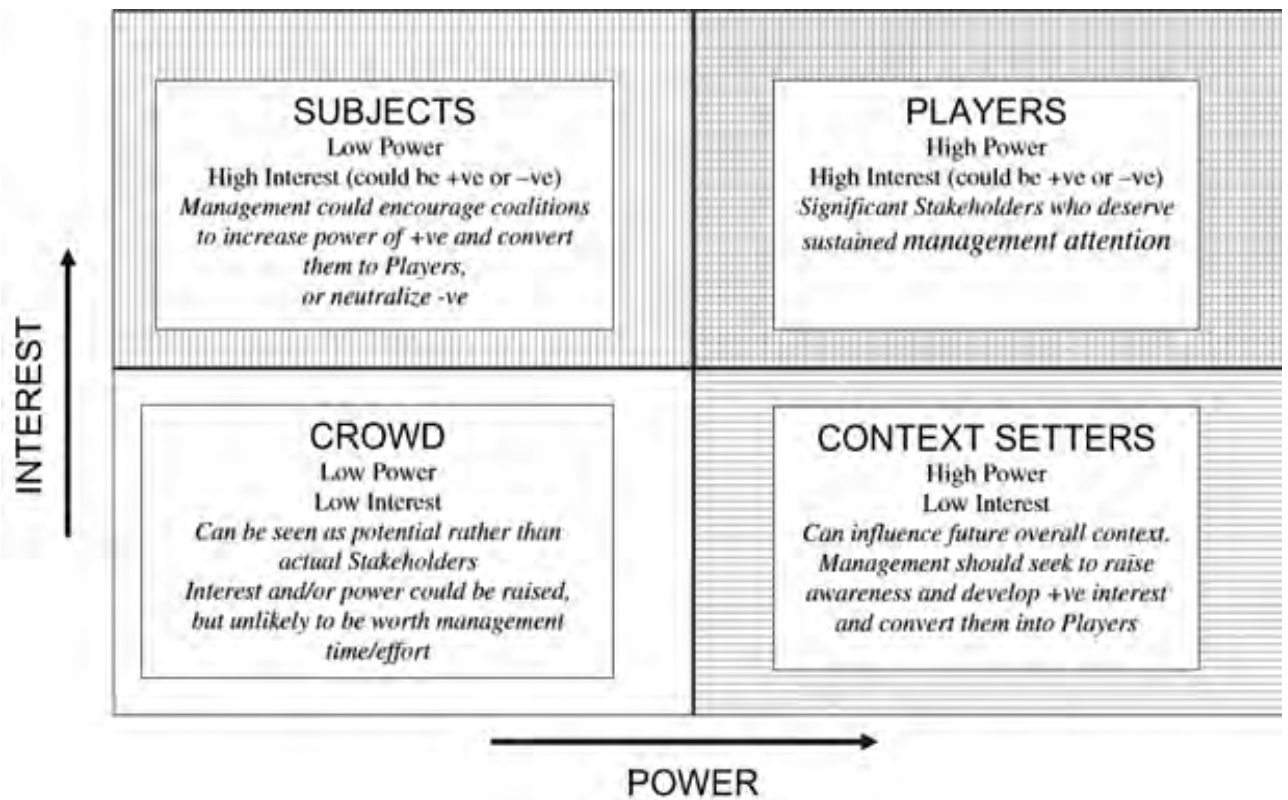 SUBJECTS
Low Power
High Interest (could be +ve or –ve)
Management could encourage coalitions
to increase power of +ve and convert
them to Players,
or neutralize -ve
PLAYERS
High Power
High Interest (could be +ve or –ve)
Significant Stakeholders who deserve
sustained management attention
INTEREST
CROWD
Low Power
Low Interest
Can be seen as potential rather than
actual Stakeholders
Interest and/or power could be raised,
but unlikely to be worth management
time/effort
CONTEXT SETTERS
High Power
Low Interest
Can influence future overall context.
Management should seek to raise
awareness and develop +ve interest
and convert them into Players
POWER